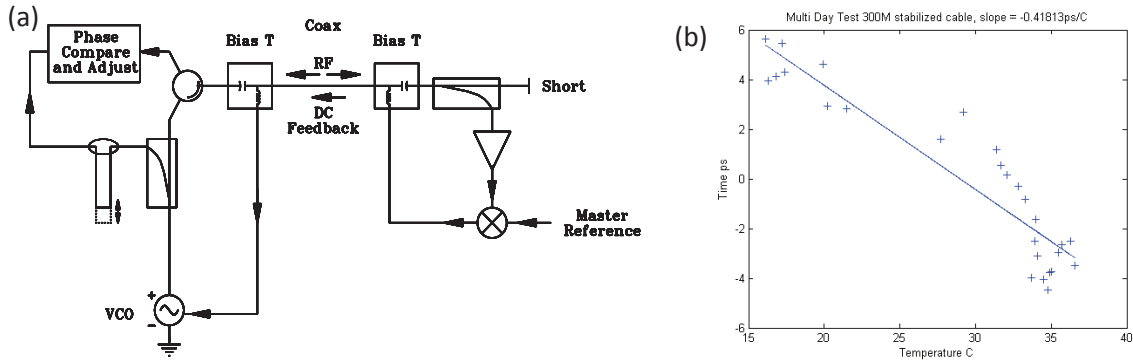 (a)
Phase
Compare
and Adjust
Bias T
Coax
RF
DC
Feedback
Bias T
Short
Master
Reference
VCO
+
−
(b)
Multi Day Test 300M stabilized cable, slope = -0.41813ps/C
Time ps
6
4
2
0
-2
-4
-6
15
20
25
30
35
40
Temperature C